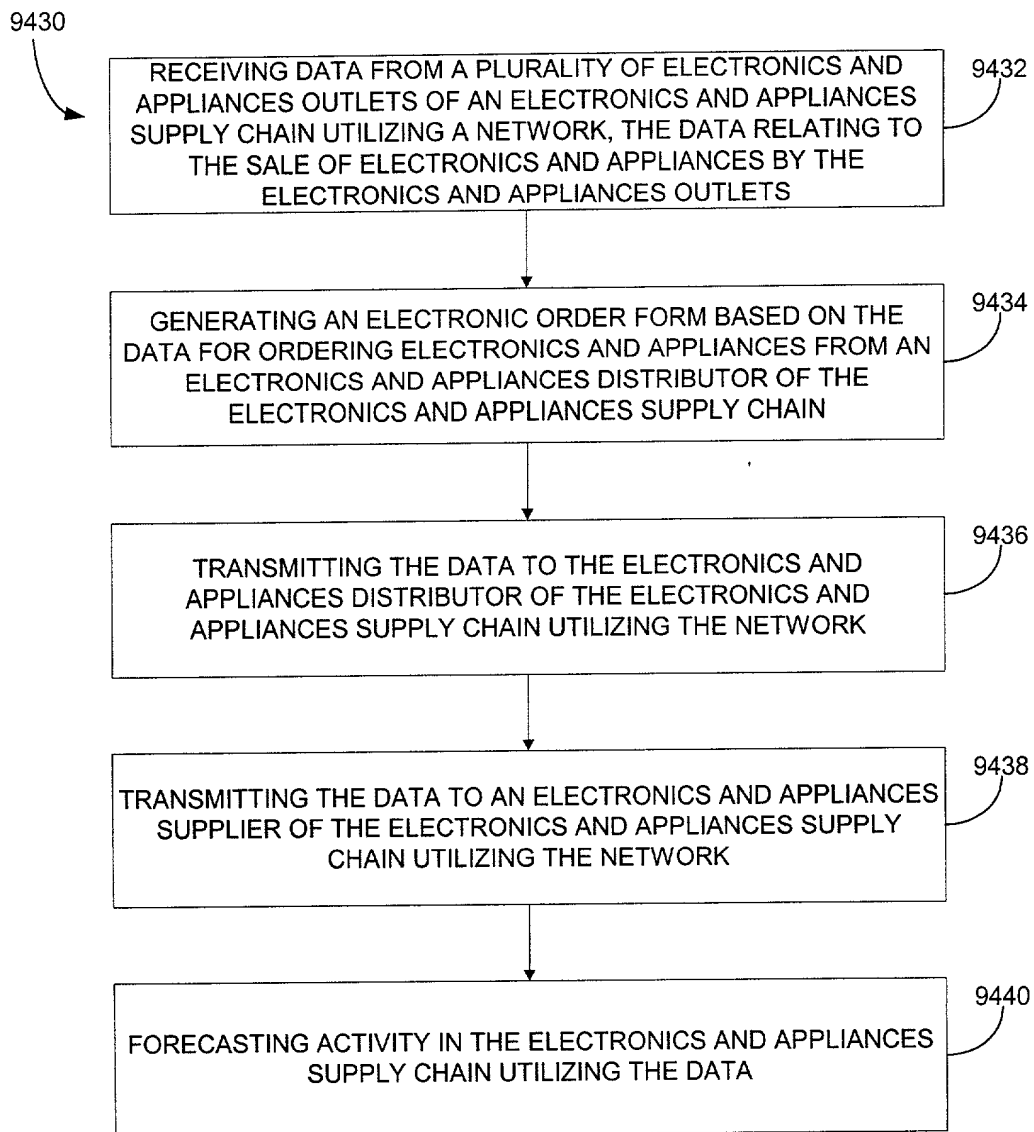 9430
RECEIVING DATA FROM A PLURALITY OF ELECTRONICS AND
APPLIANCES OUTLETS OF AN ELECTRONICS AND APPLIANCES
SUPPLY CHAIN UTILIZING A NETWORK, THE DATA RELATING TO
THE SALE OF ELECTRONICS AND APPLIANCES BY THE
ELECTRONICS AND APPLIANCES OUTLETS
9432
GENERATING AN ELECTRONIC ORDER FORM BASED ON THE
DATA FOR ORDERING ELECTRONICS AND APPLIANCES FROM AN
ELECTRONICS AND APPLIANCES DISTRIBUTOR OF THE
ELECTRONICS AND APPLIANCES SUPPLY CHAIN
9434
TRANSMITTING THE DATA TO THE ELECTRONICS AND
APPLIANCES DISTRIBUTOR OF THE ELECTRONICS AND
APPLIANCES SUPPLY CHAIN UTILIZING THE NETWORK
9436
TRANSMITTING THE DATA TO AN ELECTRONICS AND APPLIANCES
SUPPLIER OF THE ELECTRONICS AND APPLIANCES SUPPLY
CHAIN UTILIZING THE NETWORK
9438
FORECASTING ACTIVITY IN THE ELECTRONICS AND APPLIANCES
SUPPLY CHAIN UTILIZING THE DATA
9440